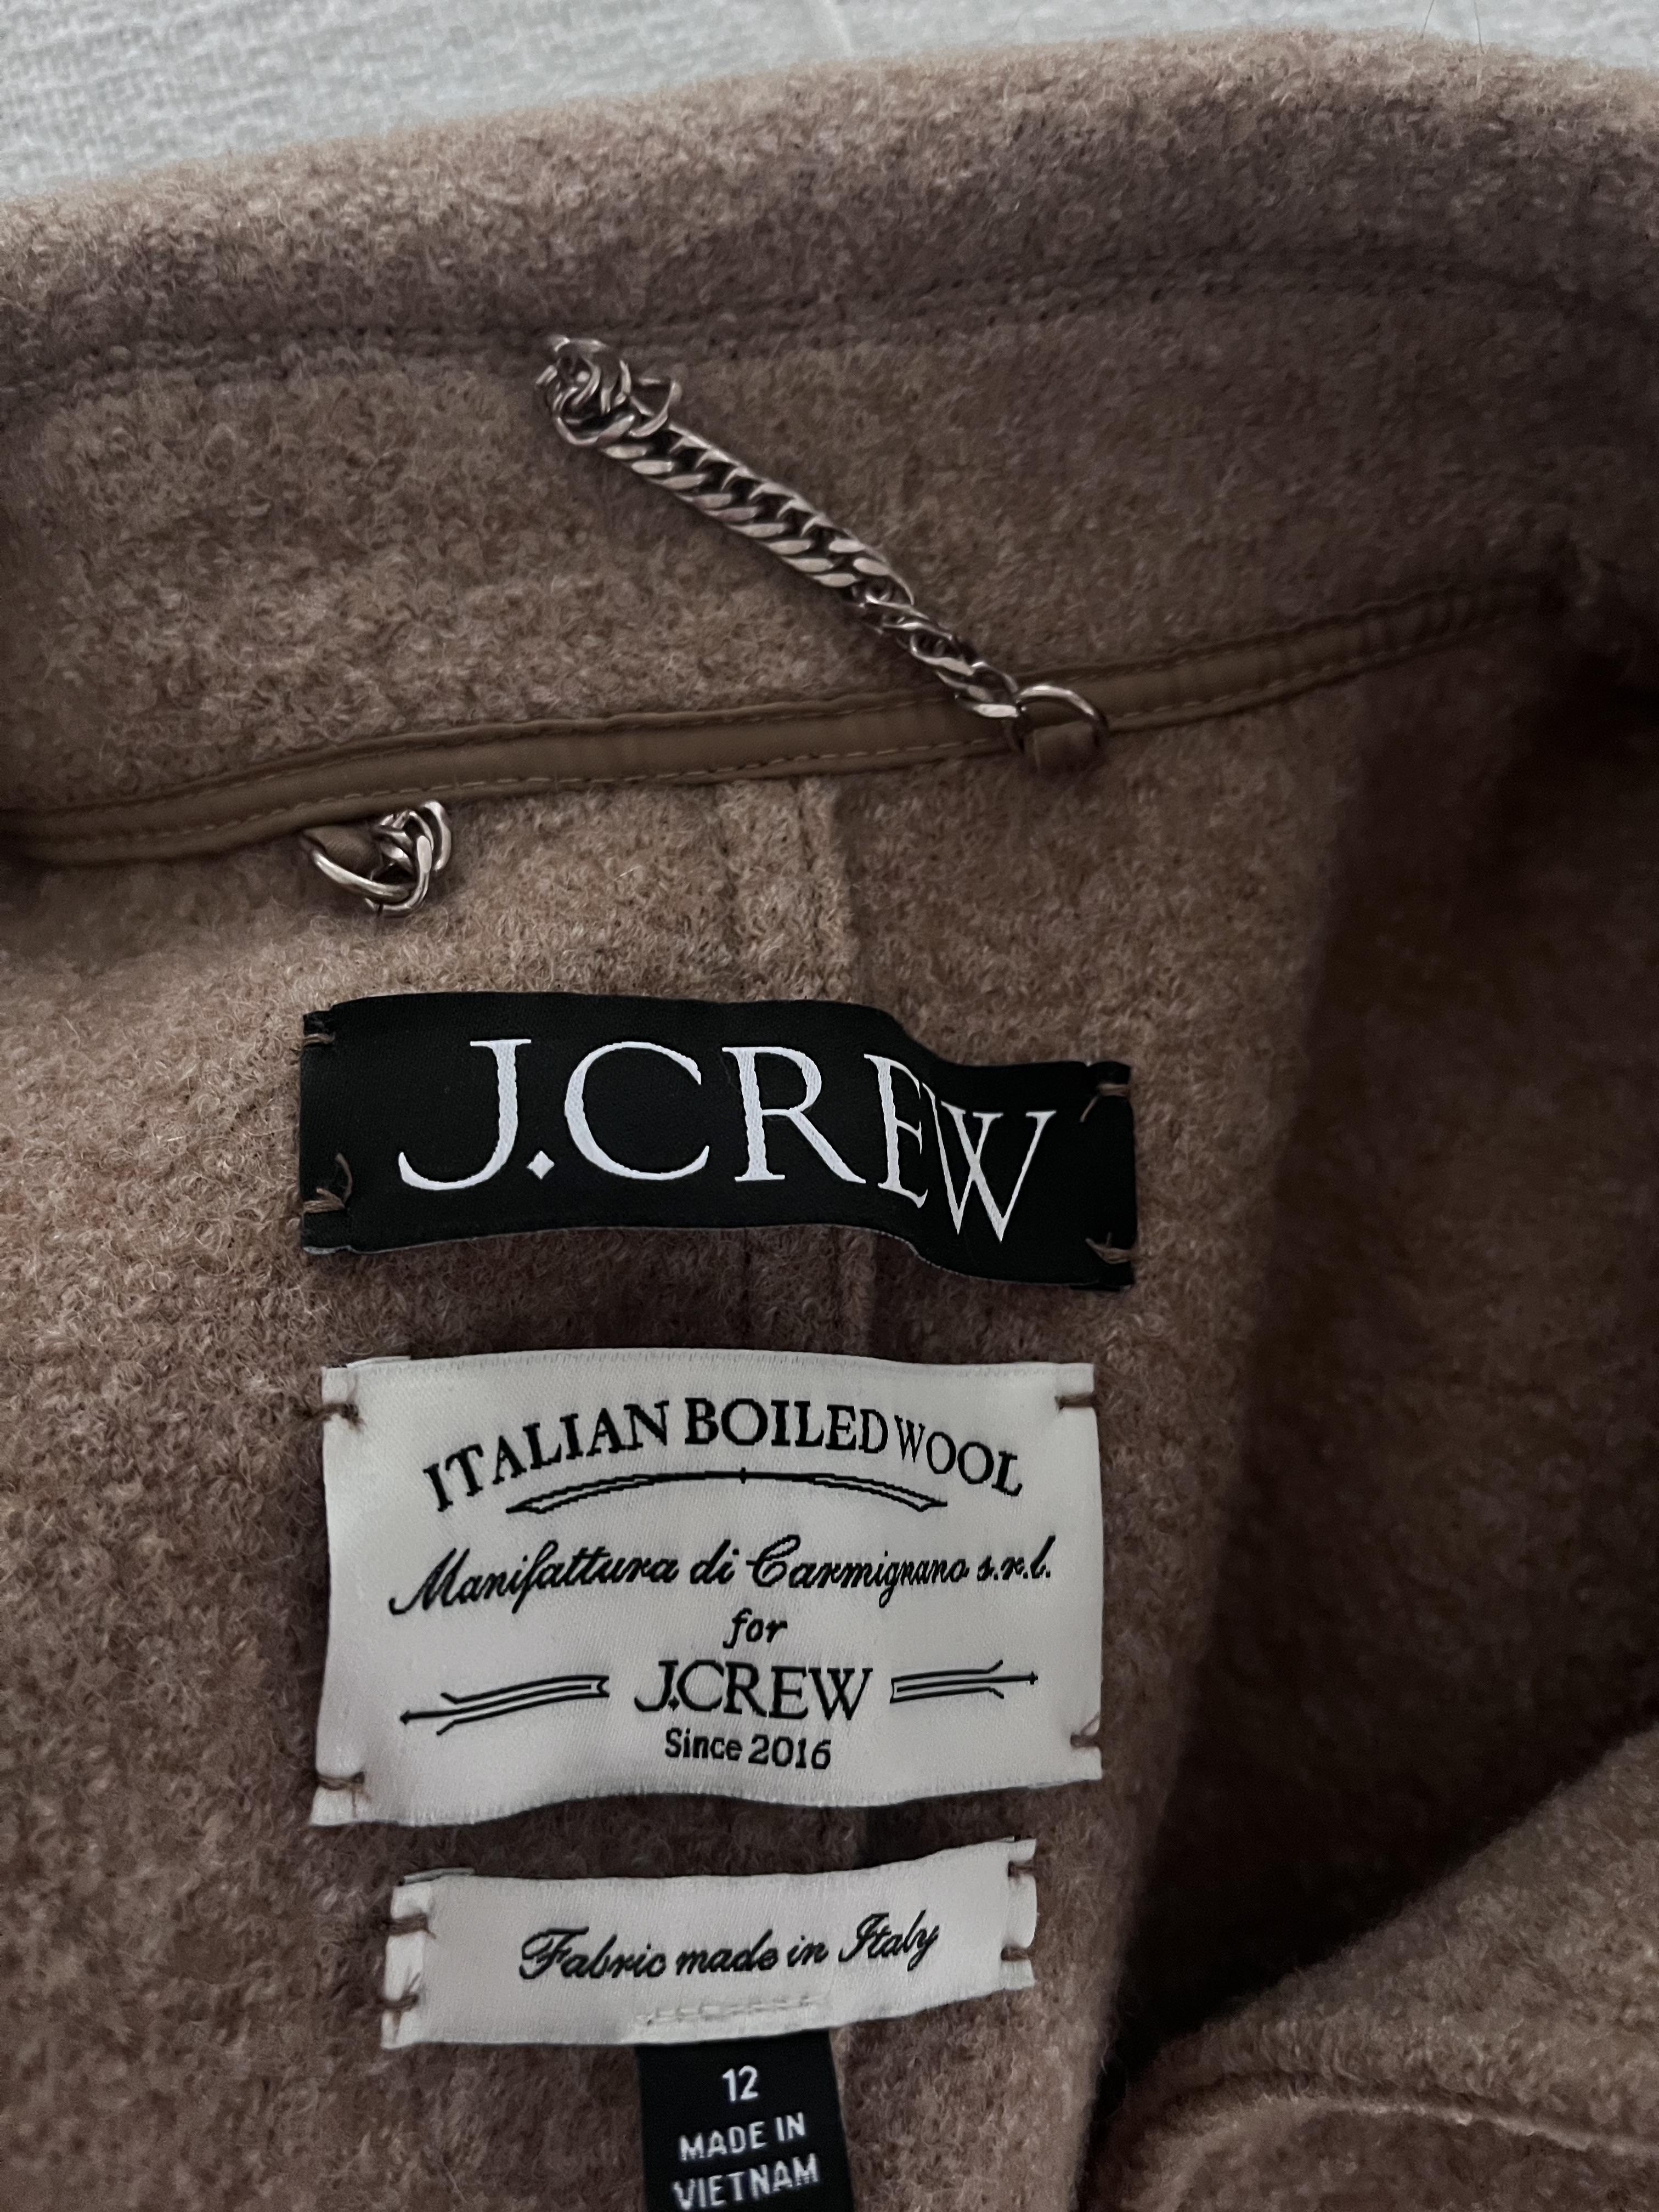 J.CREW
ITALIAN BOILED WOOL
Manifattura di Carmignano s.r.l.
for
J.CREW
Since 2016
Fabric made in Italy
12
MADE IN
VIETNAM